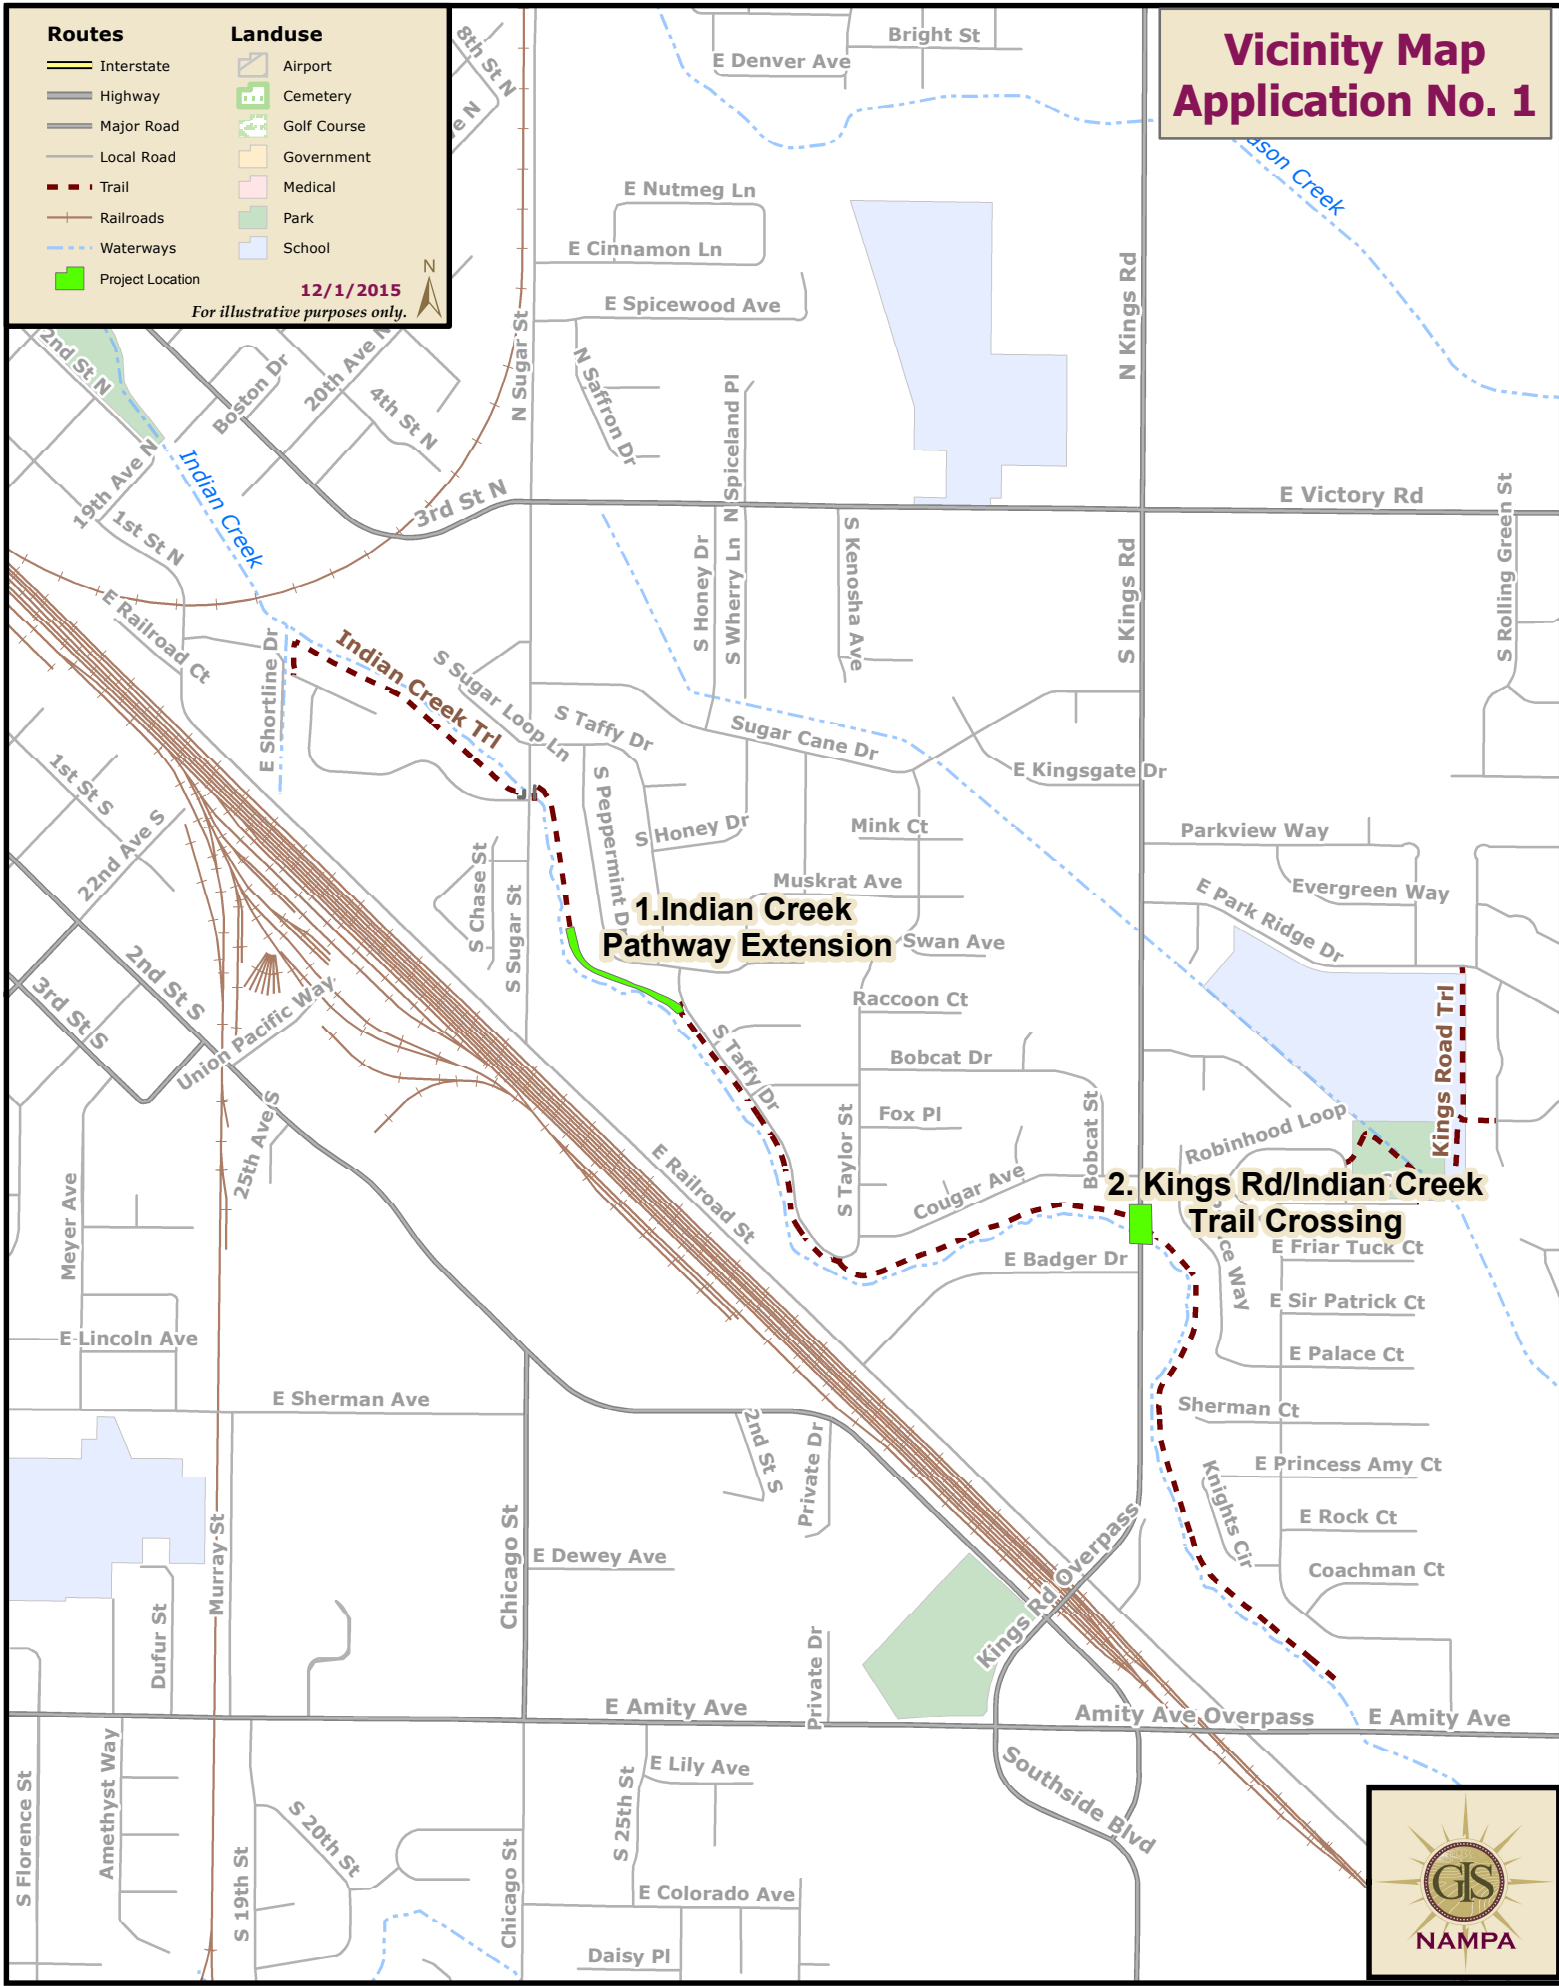 Routes
Interstate
Highway
Major Road
Local Road
Trail
Railroads
Waterways
Project Location
Landuse
Airport
Cemetery
Golf Course
Government
Medical
Park
School
N
12/1/2015
For illustrative purposes only.
Vicinity Map
Application No. 1
8th St N
ve N
E Denver Ave
Bright St
ason Creek
E Nutmeg Ln
E Cinnamon Ln
E Spicewood Ave
N Sugar St
N Saffron Dr
N Spiceland Pl
N Kings Rd
2nd St N
Boston Dr
20th Ave N
4th St N
19th Ave N
1st St N
Indian Creek
3rd St N
E Victory Rd
S Rolling Green St
S Honey Dr
S Wherry Ln
S Kenosha Ave
S Kings Rd
E Railroad Ct
E Shortline Dr
Indian Creek Trl
S Sugar Loop Ln
S Taffy Dr
Sugar Cane Dr
E Kingsgate Dr
1st St S
22nd Ave S
S Peppermint Dr
S Honey Dr
Mink Ct
Parkview Way
Muskrat Ave
Evergreen Way
E Park Ridge Dr
S Chase St
S Sugar St
1.Indian Creek
Pathway Extension
Swan Ave
2nd St S
3rd St S
Union Pacific Way
Raccoon Ct
Bobcat Dr
S Taffy Dr
Fox Pl
S Taylor St
Bobcat St
Cougar Ave
Kings Road Trl
Robinhood Loop
25th Ave S
E Railroad St
Meyer Ave
2. Kings Rd/Indian Creek
Trail Crossing
E Badger Dr
ce Way
E Friar Tuck Ct
E Sir Patrick Ct
E Palace Ct
E Lincoln Ave
E Sherman Ave
Sherman Ct
2nd St S
Private Dr
E Princess Amy Ct
Knights Cir
E Rock Ct
Coachman Ct
Murray St
Chicago St
E Dewey Ave
Kings Rd Overpass
Dufur St
Private Dr
E Amity Ave
Amity Ave Overpass
E Amity Ave
Amethyst Way
S Florence St
E Lily Ave
S 25th St
Southside Blvd
S 20th St
S 19th St
Chicago St
E Colorado Ave
Daisy Pl
GIS
NAMPA